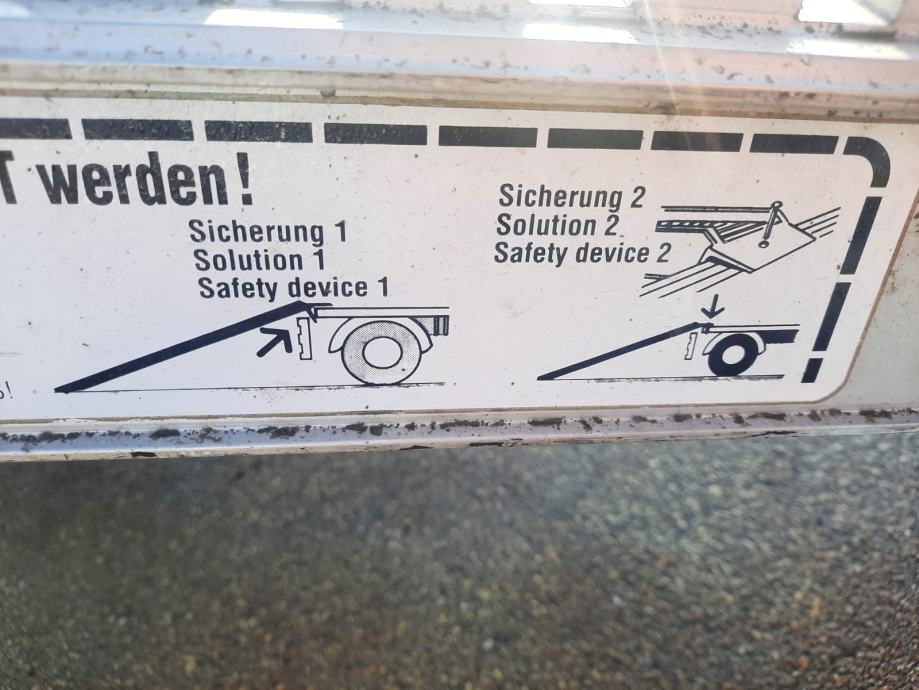 T werden!
Sicherung 1
Solution 1
Safety device 1
Sicherung 2
Solution 2
Safety device 2
s!